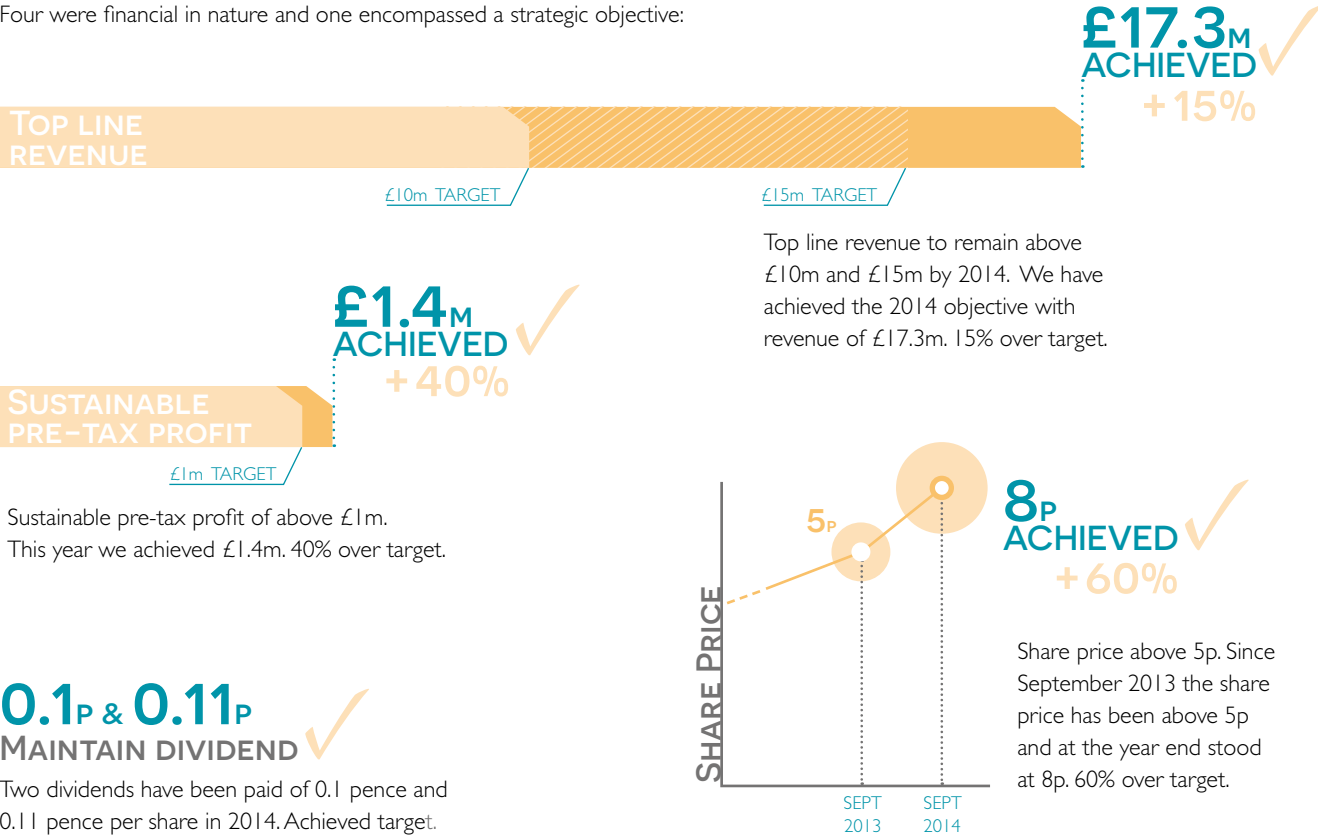 Four were financial in nature and one encompassed a strategic objective:
£17.3M
ACHIEVED
+15%
TOP LINE
REVENUE
£10m TARGET
£15m TARGET
Top line revenue to remain above
£10m and £15m by 2014. We have
achieved the 2014 objective with
revenue of £17.3m. 15% over target.
£1.4M
ACHIEVED
+40%
SUSTAINABLE
PRE-TAX PROFIT
£1m TARGET
Sustainable pre-tax profit of above £1m.
This year we achieved £1.4m. 40% over target.
0.1P & 0.11P
MAINTAIN DIVIDEND
Two dividends have been paid of 0.1 pence and
0.11 pence per share in 2014. Achieved target.
SHARE PRICE
5P
8P
ACHIEVED
+60%
SEPT
2013
SEPT
2014
Share price above 5p. Since
September 2013 the share
price has been above 5p
and at the year end stood
at 8p. 60% over target.